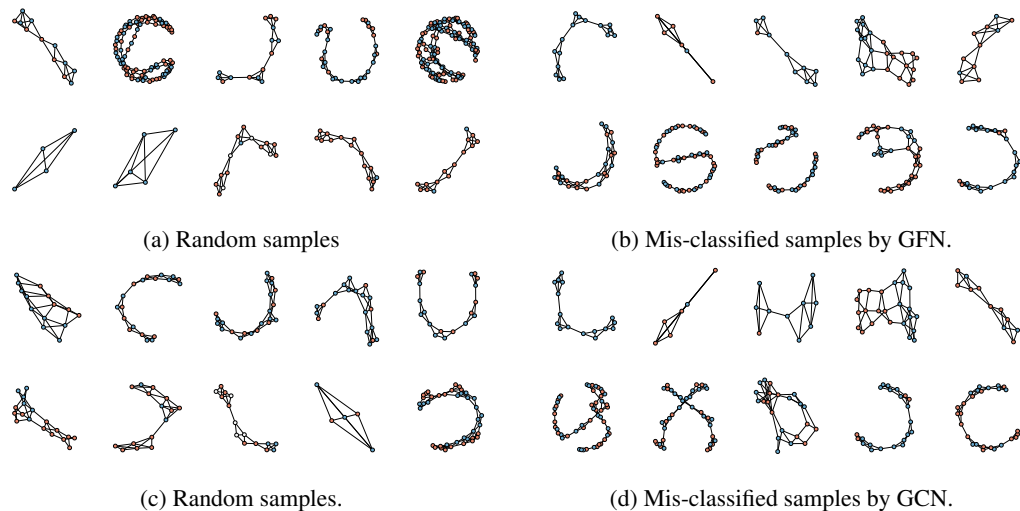 (a) Random samples
(b) Mis-classified samples by GFN.
(c) Random samples.
(d) Mis-classified samples by GCN.